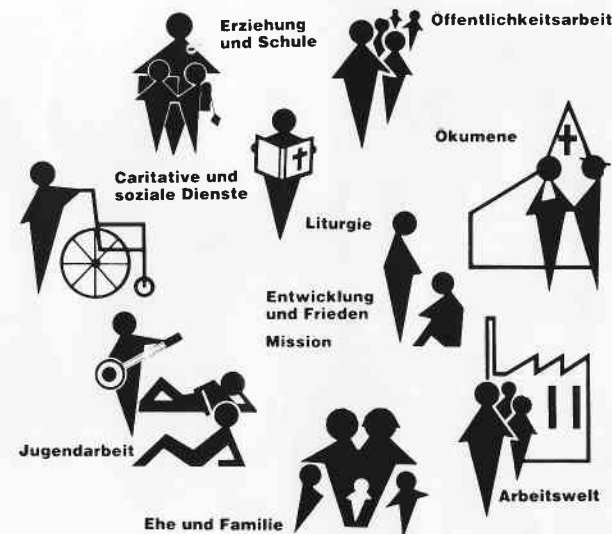 Erziehung
und Schule
Öffentlichkeitsarbeit
Ökumene
Caritative und
soziale Dienste
Liturgie
Entwicklung
und Frieden
Mission
Jugendarbeit
Arbeitswelt
Ehe und Familie